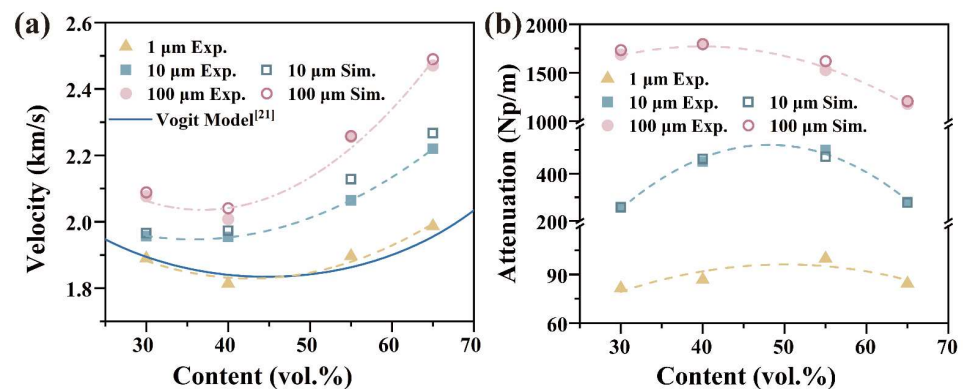 (a)
2.6
2.4
2.2
2.0
1.8
Velocity (km/s)
1 μm Exp.
10 μm Exp.
10 μm Sim.
100 μm Exp.
100 μm Sim.
Vogit Model[21]
30
40
50
60
70
Content (vol.%)
(b)
2000
1750
1500
1250
1000
400
200
90
60
Attenuation (Np/m)
1 μm Exp.
10 μm Exp.
10 μm Sim.
100 μm Exp.
100 μm Sim.
30
40
50
60
70
Content (vol.%)